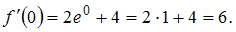 f′(0) = 2e⁰ + 4 = 2 · 1 + 4 = 6.